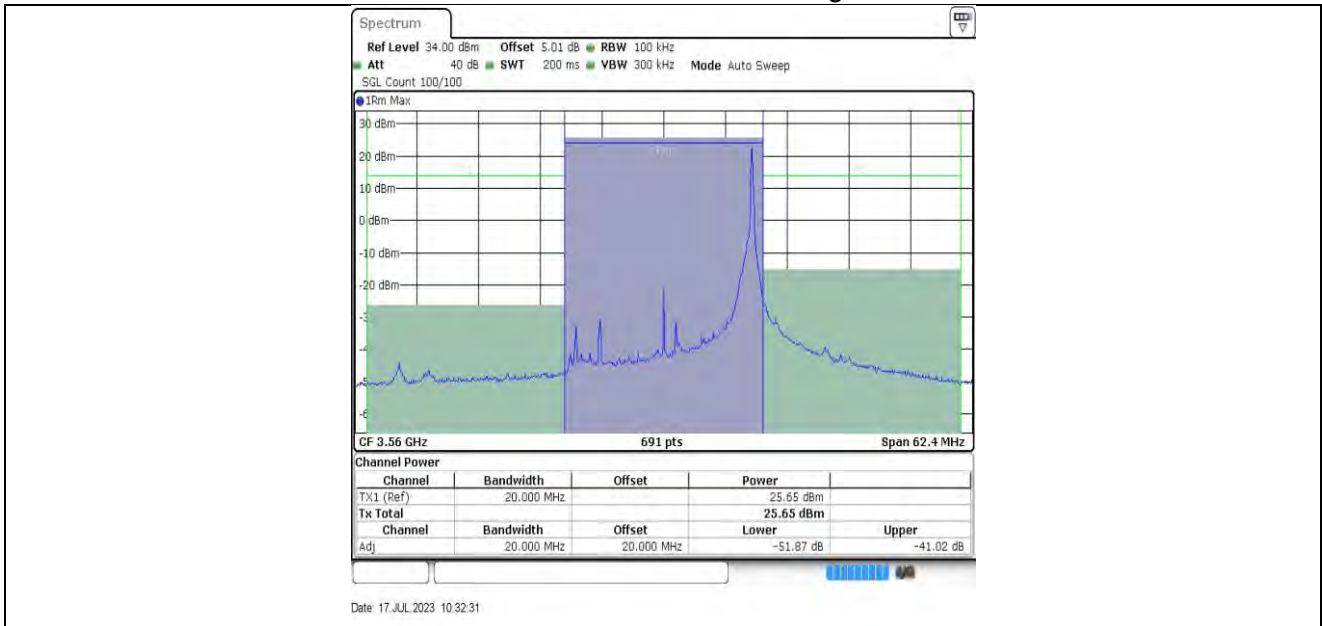 Spectrum
Ref Level 34.00 dBm Offset 5.01 dB RBW 100 kHz
Att 40 dB SWT 200 ms VBW 300 kHz Mode Auto Sweep
SGL Count 100/100
1Rm Max
30 dBm
20 dBm
10 dBm
0 dBm
-10 dBm
-20 dBm
CF 3.56 GHz 691 pts Span 62.4 MHz
Channel Power
Channel Bandwidth Offset Power
TX1 (Ref) 20.000 MHz 25.65 dBm
Tx Total 25.65 dBm
Channel Bandwidth Offset Lower Upper
Adj 20.000 MHz 20.000 MHz -51.87 dB -41.02 dB
Date: 17.JUL.2023 10:32:31